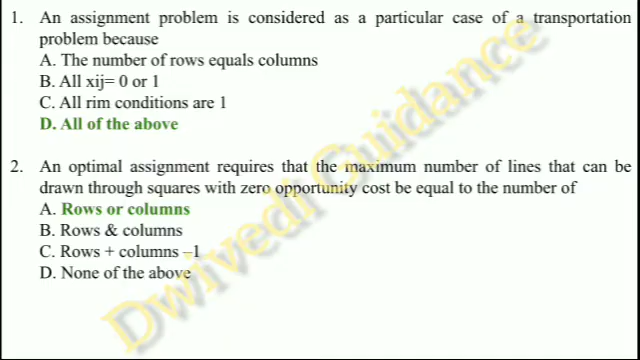 1. An assignment problem is considered as a particular case of a transportation
problem because
A. The number of rows equals columns
B. All xij= 0 or 1
C. All rim conditions are 1
D. All of the above
2. An optimal assignment requires that the maximum number of lines that can be
drawn through squares with zero opportunity cost be equal to the number of
A. Rows or columns
B. Rows & columns
C. Rows + columns –1
D. None of the above
Dwivedi Guidance